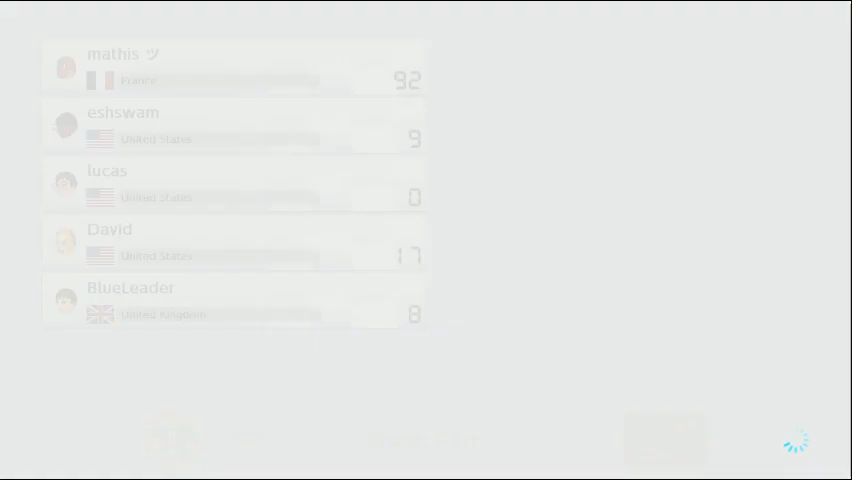 mathis ツ
France
92
eshswam
United States
9
lucas
United States
0
David
United States
17
BlueLeader
United Kingdom
8